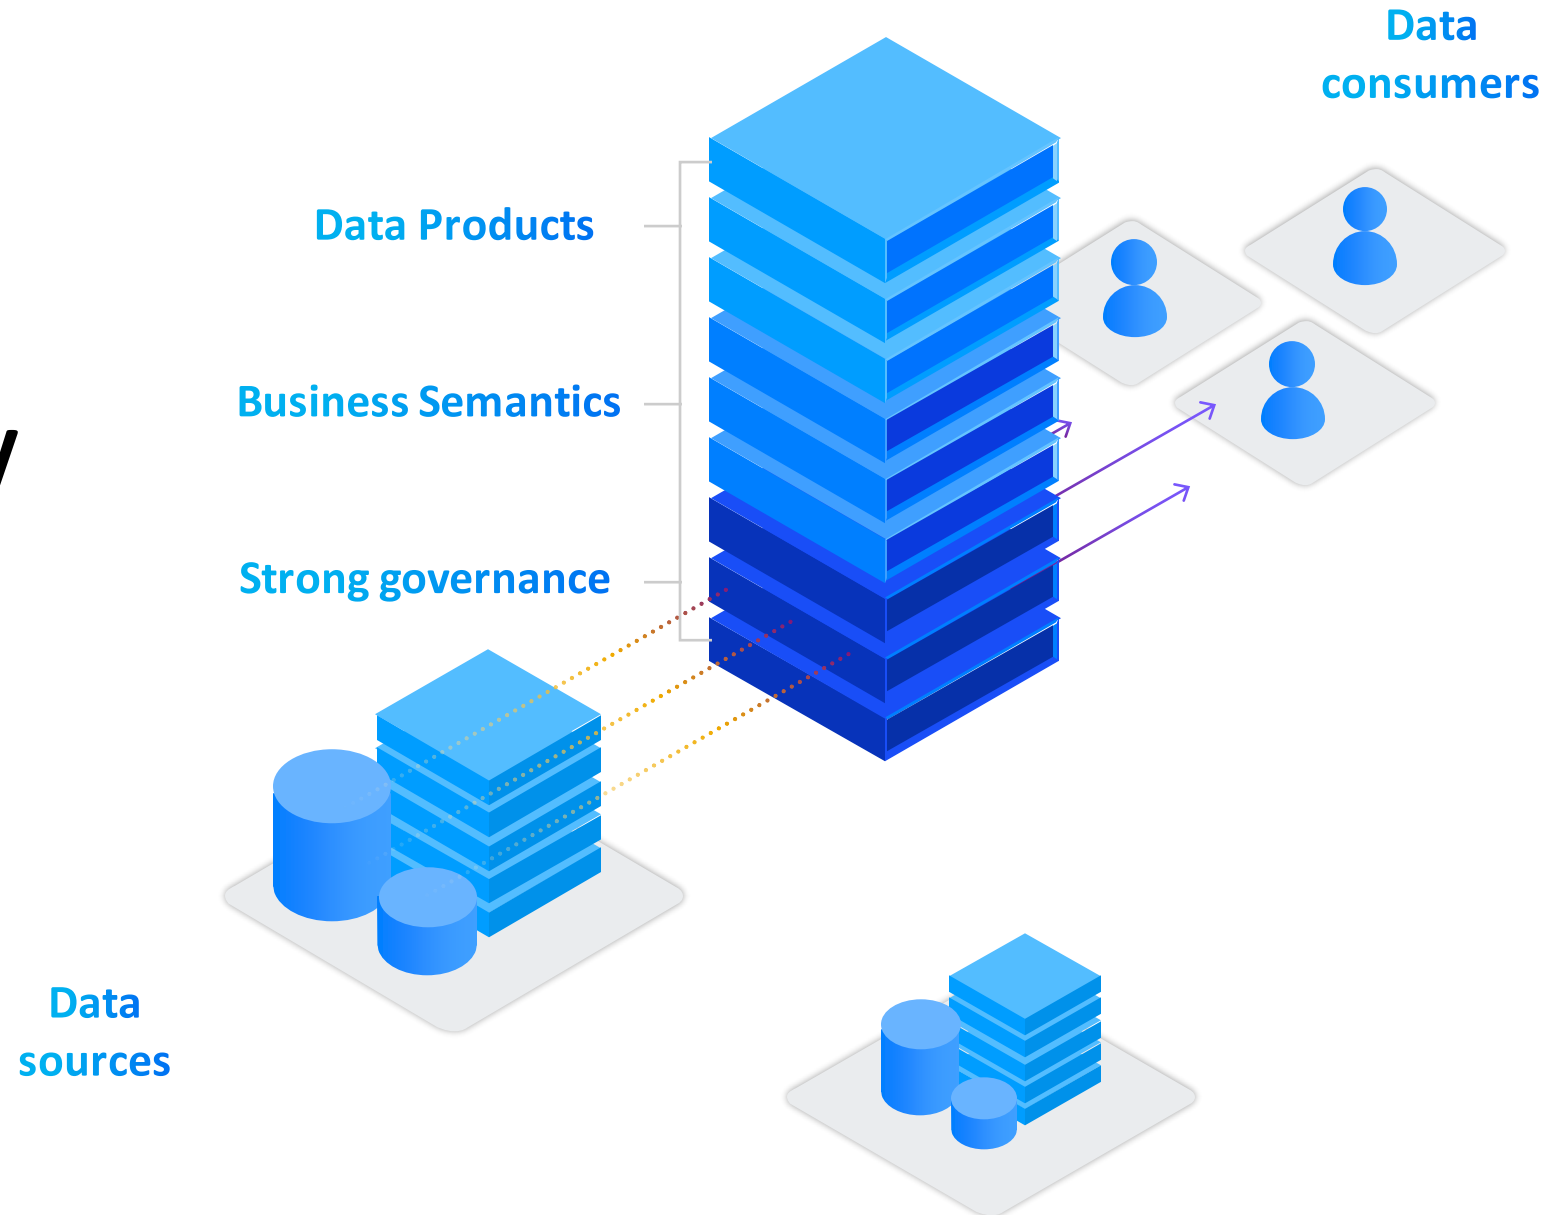 Data
consumers
Data Products
Business Semantics
Strong governance
Data
sources